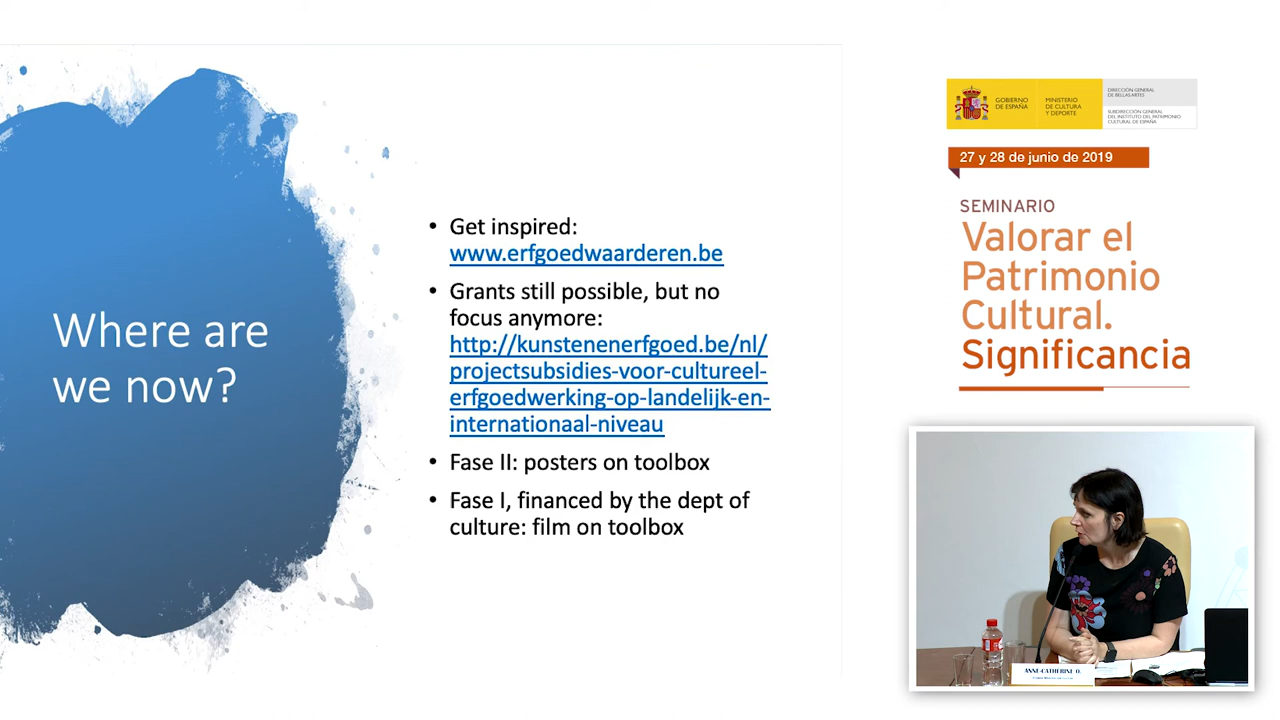 Where are
we now?
• Get inspired:
www.erfgoedwaarderen.be
• Grants still possible, but no
focus anymore:
http://kunstenenerfgoed.be/nl/
projectsubsidies-voor-cultureel-
erfgoedwerking-op-landelijk-en-
internationaal-niveau
• Fase II: posters on toolbox
• Fase I, financed by the dept of
culture: film on toolbox
GOBIERNO
DE ESPAÑA
MINISTERIO
DE CULTURA
Y DEPORTE
DIRECCIÓN GENERAL
DE BELLAS ARTES
SUBDIRECCIÓN GENERAL
DEL INSTITUTO DEL PATRIMONIO
CULTURAL DE ESPAÑA
27 y 28 de junio de 2019
SEMINARIO
Valorar el
Patrimonio
Cultural.
Significancia
ANNE-CATHERINE O.